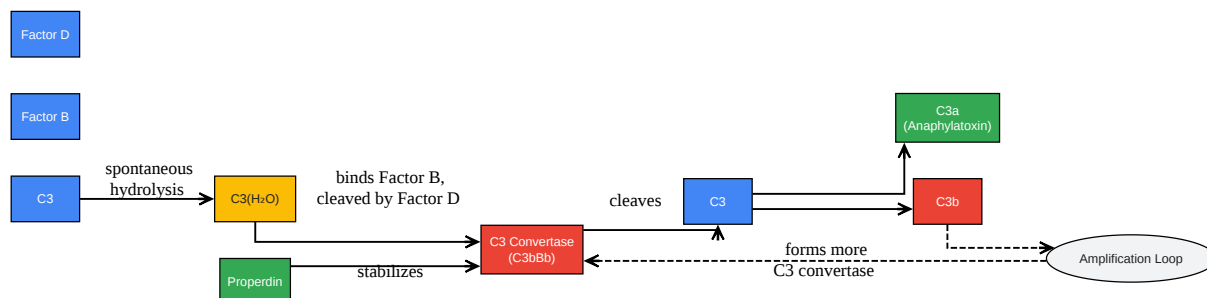 Factor D
Factor B
C3
spontaneous
hydrolysis
C3(H₂O)
binds Factor B,
cleaved by Factor D
Properdin
stabilizes
C3 Convertase
(C3bBb)
cleaves
C3
C3a
(Anaphylatoxin)
C3b
forms more
C3 convertase
Amplification Loop